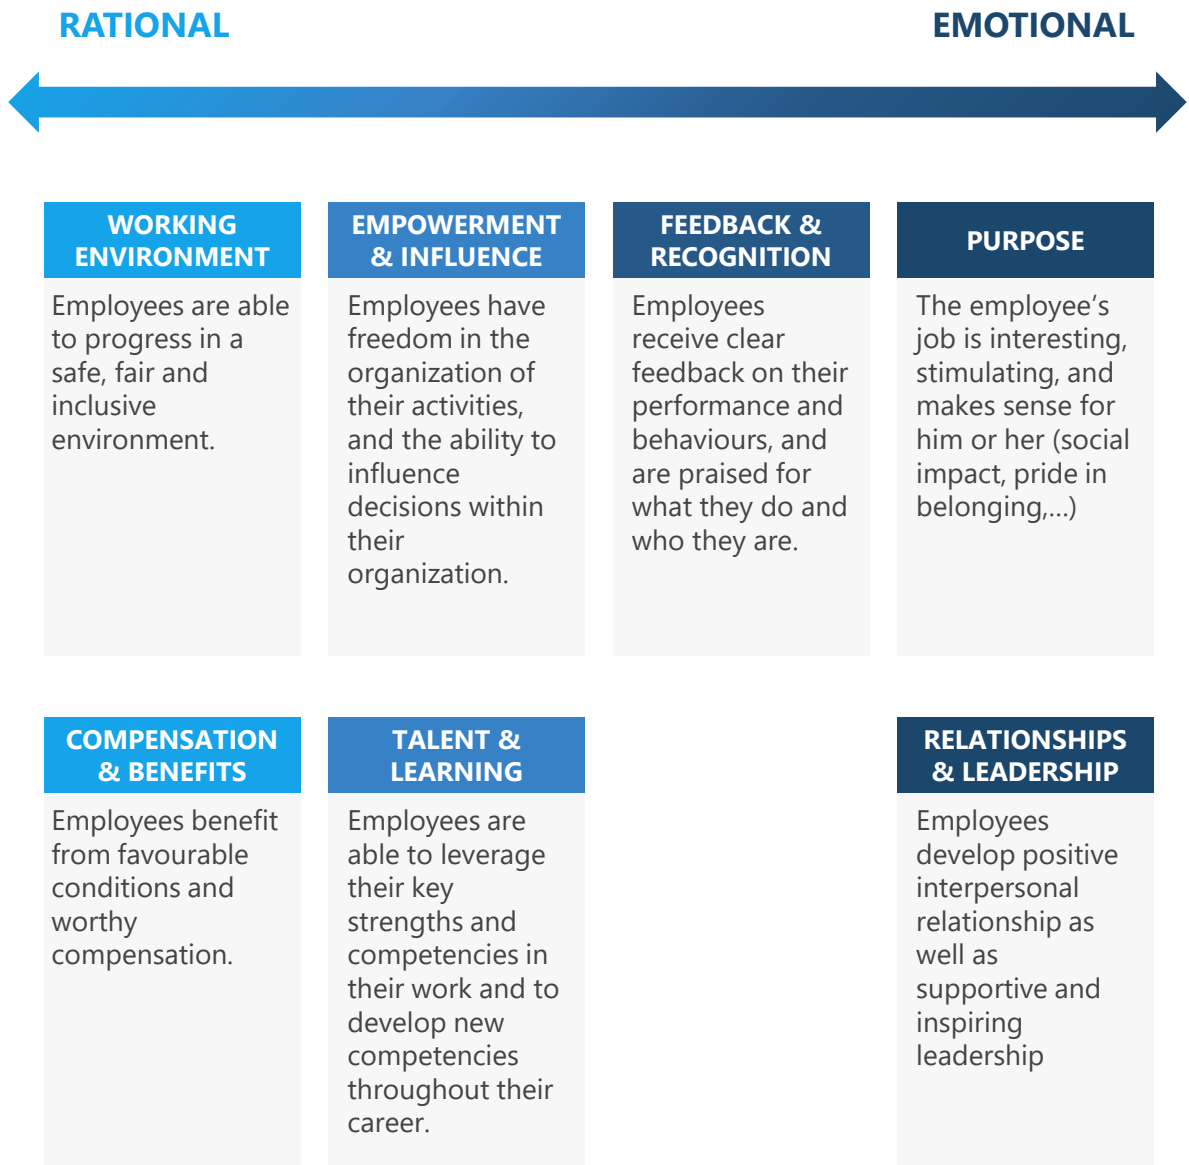 RATIONAL
EMOTIONAL
WORKING
ENVIRONMENT
Employees are able
to progress in a
safe, fair and
inclusive
environment.
EMPOWERMENT
& INFLUENCE
Employees have
freedom in the
organization of
their activities,
and the ability to
influence
decisions within
their
organization.
FEEDBACK &
RECOGNITION
Employees
receive clear
feedback on their
performance and
behaviours, and
are praised for
what they do and
who they are.
PURPOSE
The employee’s
job is interesting,
stimulating, and
makes sense for
him or her (social
impact, pride in
belonging,…)
COMPENSATION
& BENEFITS
Employees benefit
from favourable
conditions and
worthy
compensation.
TALENT &
LEARNING
Employees are
able to leverage
their key
strengths and
competencies in
their work and to
develop new
competencies
throughout their
career.
RELATIONSHIPS
& LEADERSHIP
Employees
develop positive
interpersonal
relationship as
well as
supportive and
inspiring
leadership